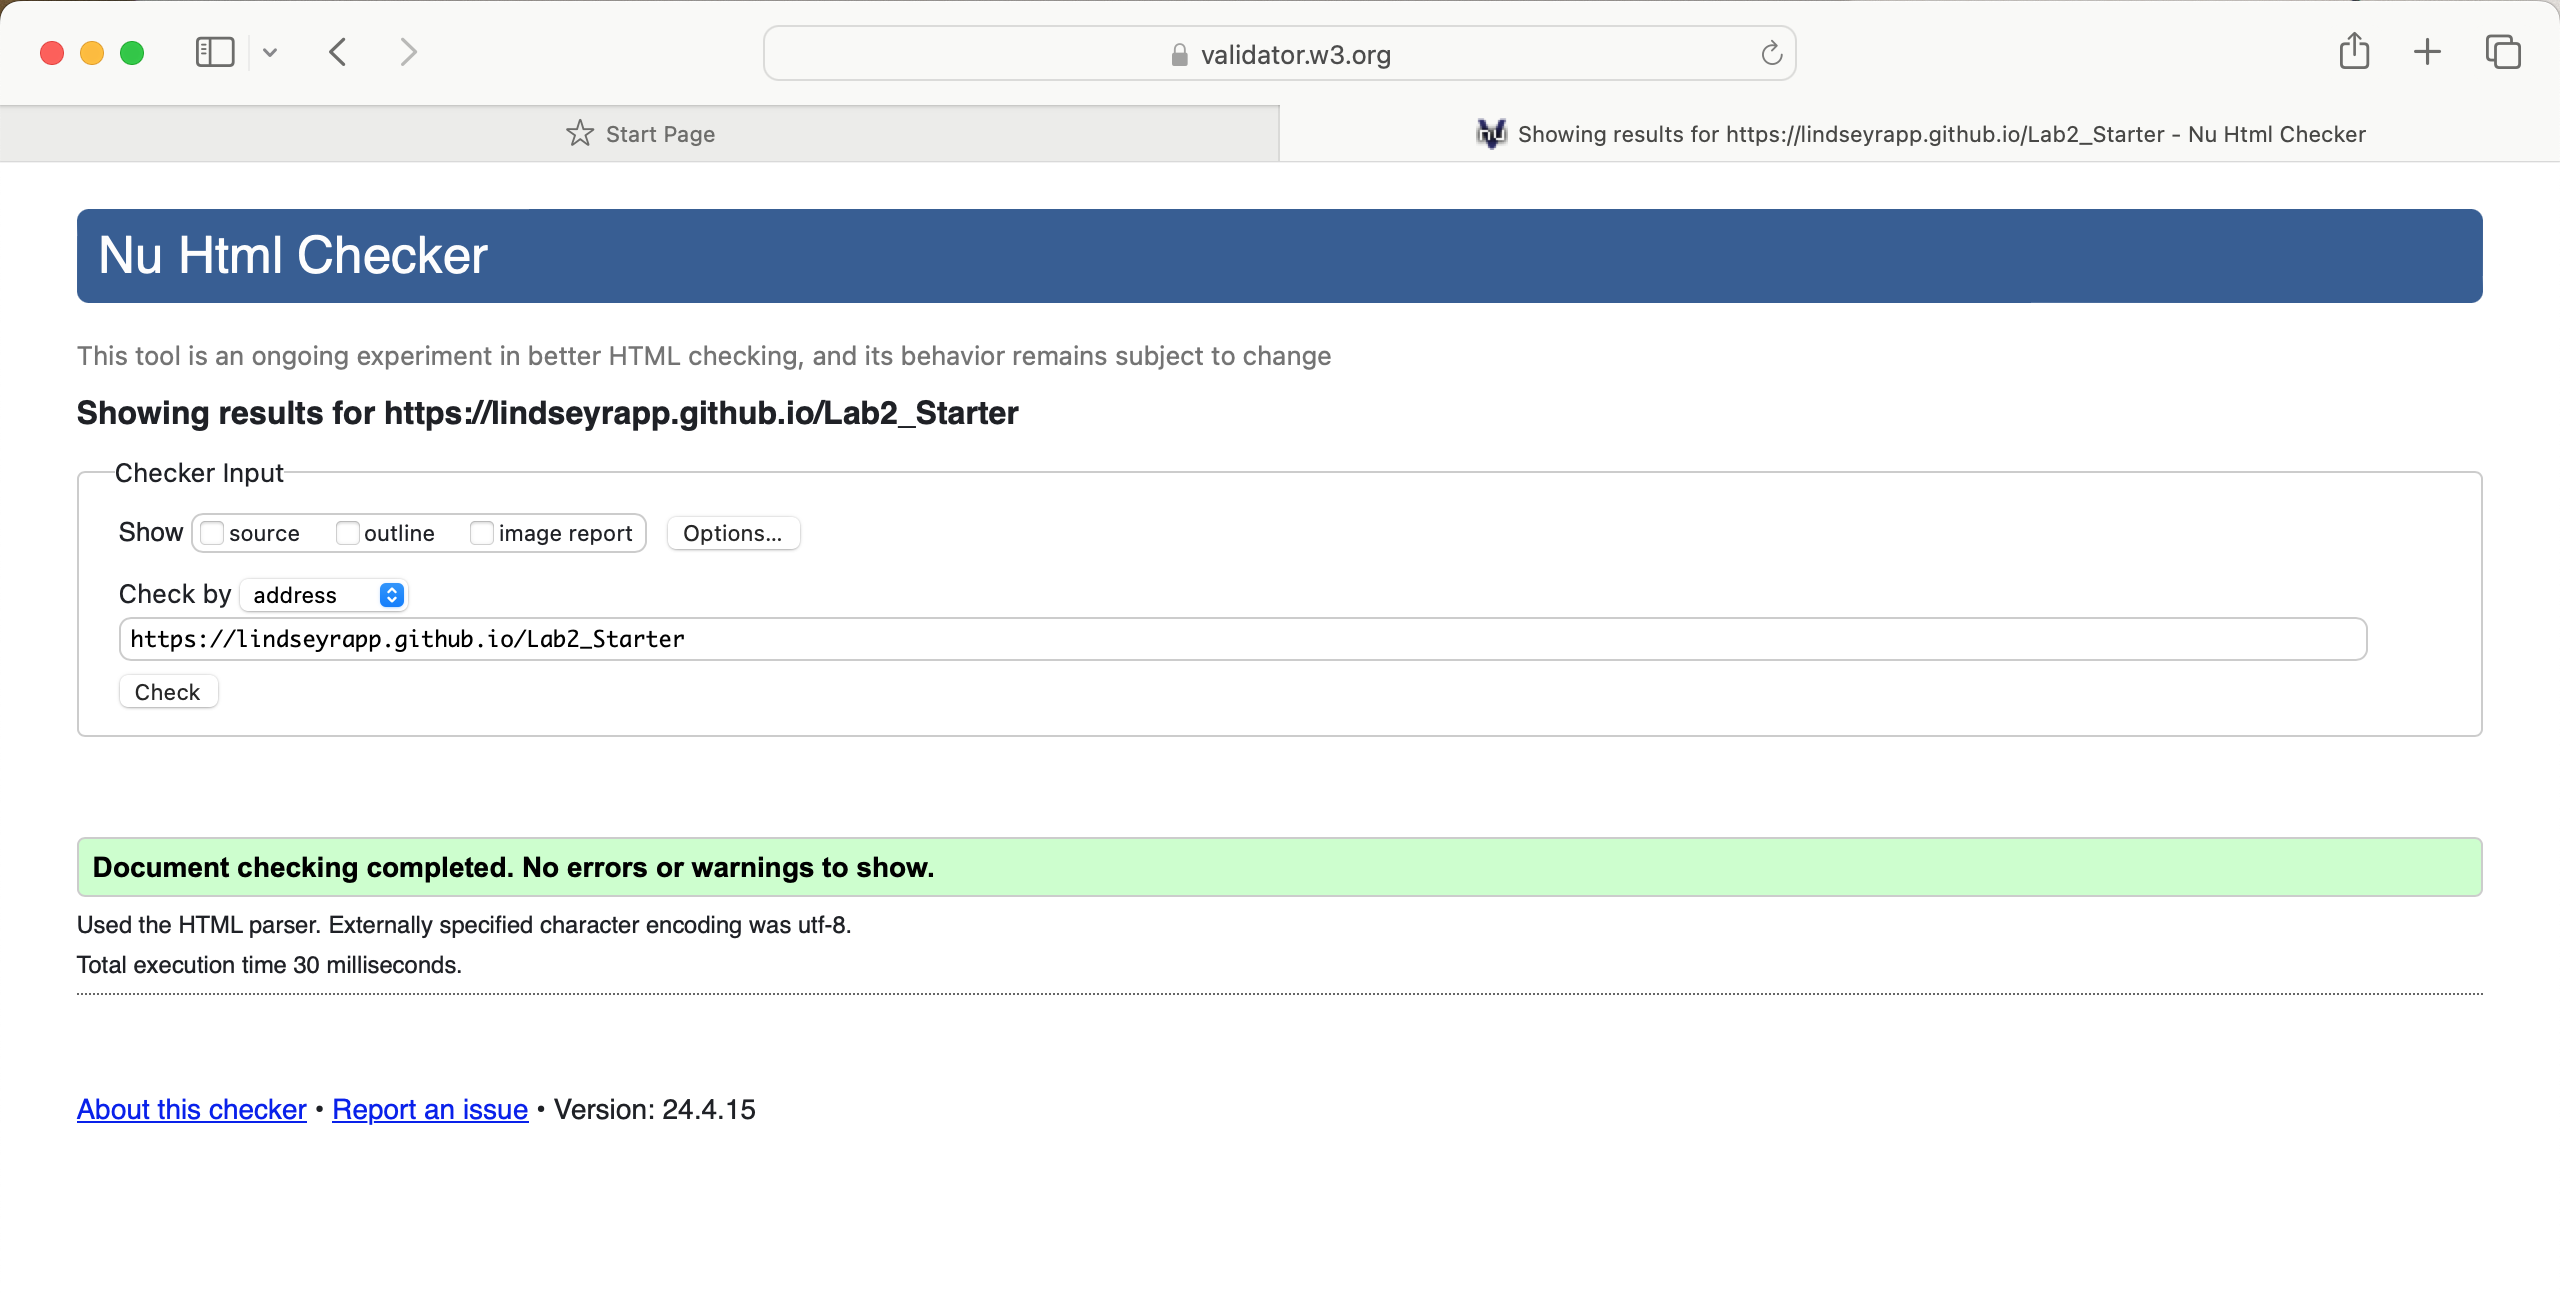 validator.w3.org
Start Page
Showing results for https://lindseyrapp.github.io/Lab2_Starter - Nu Html Checker
Nu Html Checker
This tool is an ongoing experiment in better HTML checking, and its behavior remains subject to change
Showing results for https://lindseyrapp.github.io/Lab2_Starter
Checker Input
Show source outline image report Options...
Check by address
https://lindseyrapp.github.io/Lab2_Starter
Check
Document checking completed. No errors or warnings to show.
Used the HTML parser. Externally specified character encoding was utf-8.
Total execution time 30 milliseconds.
About this checker • Report an issue • Version: 24.4.15